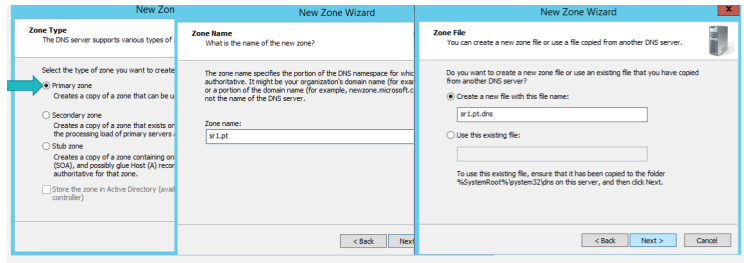 New Zon
Zone Type
The DNS server supports various types of
Select the type of zone you want to create
Primary zone
Creates a copy of a zone that can be u
Secondary zone
Creates a copy of a zone that exists on
the processing load of primary servers
Stub zone
Creates a copy of a zone containing on
(SOA), and possibly glue Host (A) recor
authoritative for that zone.
Store the zone in Active Directory (avail
controller)
New Zone Wizard
Zone Name
What is the name of the new zone?
The zone name specifies the portion of the DNS namespace for whic
authoritative. It might be your organization's domain name (for exam
or a portion of the domain name (for example, newzone.microsoft.c
not the name of the DNS server.
Zone name:
sr1.pt
< Back
Next
New Zone Wizard
x
Zone File
You can create a new zone file or use a file copied from another DNS server.
Do you want to create a new zone file or use an existing file that you have copied
from another DNS server?
Create a new file with this file name:
sr1.pt.dns
Use this existing file:
To use this existing file, ensure that it has been copied to the folder
%SystemRoot%\system32\dns on this server, and then click Next.
< Back
Next >
Cancel